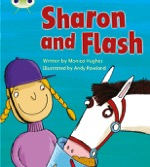 Sharon
and Flash
Written by Monica Hughes
Illustrated by Andy Rowland